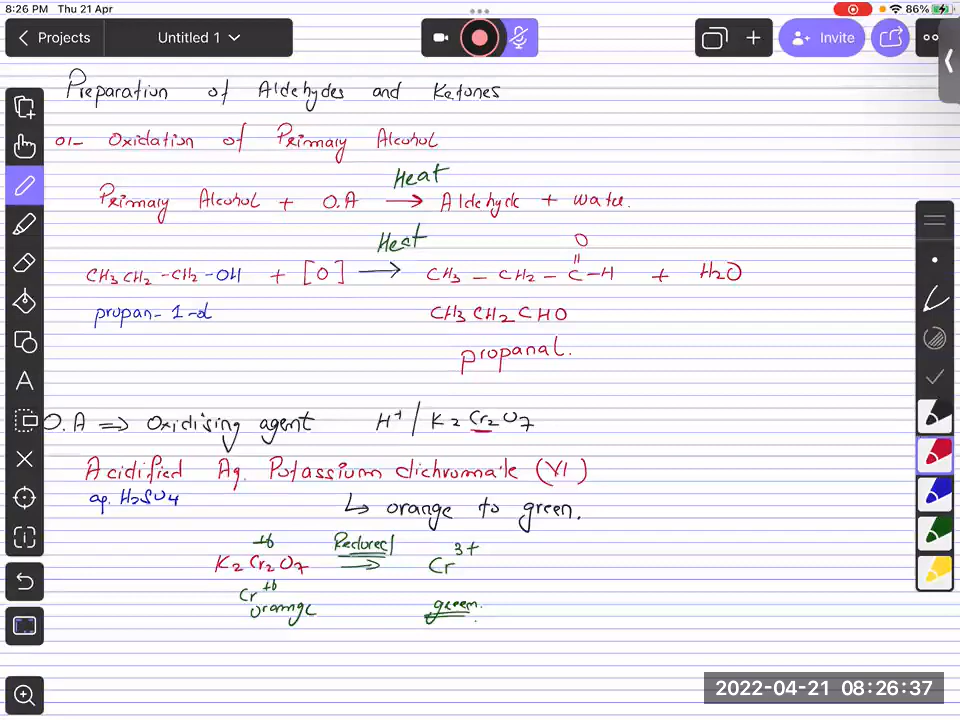 8:26 PM Thu 21 Apr 86%
Projects Untitled 1 Invite
Preparation of Aldehydes and Ketones
01- Oxidation of Primary Alcohol
Heat
Primary Alcohol + O.A → Aldehyde + Water.
Heat
O
CH3CH2-CH2-OH + [O] → CH3 - CH2 - C-H + H2O
propan-1-ol CH3CH2CHO
propanal.
O.A ⇒ Oxidising agent H+/K2Cr2O7
Acidified Aq. Potassium dichromate (VI)
aq. H2SO4
↳ orange to green.
+6 Reduced 3+
K2Cr2O7 → Cr
Cr+6
orange green.
A
2022-04-21 08:26:37